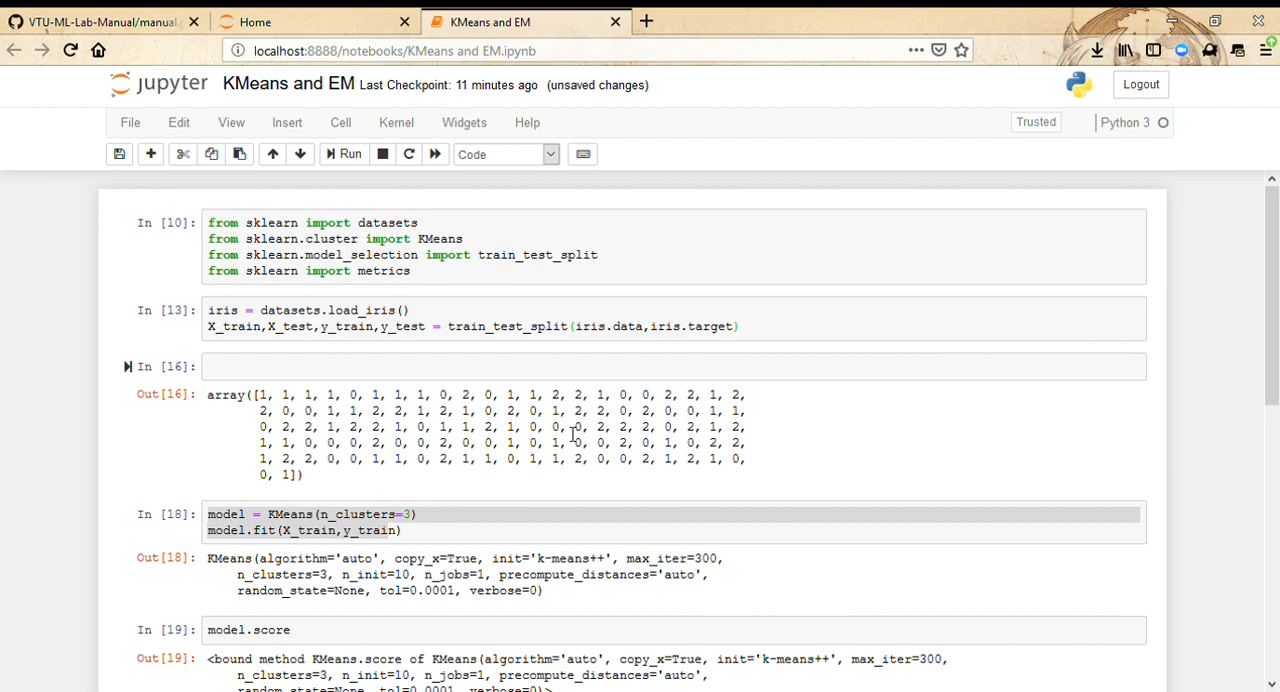 VTU-ML-Lab-Manual/manual.
Home
KMeans and EM
localhost:8888/notebooks/KMeans and EM.ipynb
jupyter KMeans and EM Last Checkpoint: 11 minutes ago (unsaved changes)
Logout
File Edit View Insert Cell Kernel Widgets Help
Trusted
Python 3
Run
Code
In [10]:
from sklearn import datasets
from sklearn.cluster import KMeans
from sklearn.model_selection import train_test_split
from sklearn import metrics
In [13]:
iris = datasets.load_iris()
X_train,X_test,y_train,y_test = train_test_split(iris.data,iris.target)
In [16]:
Out[16]:
array([1, 1, 1, 1, 0, 1, 1, 1, 0, 2, 0, 1, 1, 2, 2, 1, 0, 0, 2, 2, 1, 2,
2, 0, 0, 1, 1, 2, 2, 1, 2, 1, 0, 2, 0, 1, 2, 2, 0, 2, 0, 0, 1, 1,
0, 2, 2, 1, 2, 2, 1, 0, 1, 1, 2, 1, 0, 0, 0, 2, 2, 2, 0, 2, 1, 2,
1, 1, 0, 0, 0, 2, 0, 0, 2, 0, 0, 1, 0, 1, 0, 0, 2, 0, 1, 0, 2, 2,
1, 2, 2, 0, 0, 1, 1, 0, 2, 1, 1, 0, 1, 1, 2, 0, 0, 2, 1, 2, 1, 0,
0, 1])
In [18]:
model = KMeans(n_clusters=3)
model.fit(X_train,y_train)
Out[18]:
KMeans(algorithm='auto', copy_x=True, init='k-means++', max_iter=300,
n_clusters=3, n_init=10, n_jobs=1, precompute_distances='auto',
random_state=None, tol=0.0001, verbose=0)
In [19]:
model.score
Out[19]:
<bound method KMeans.score of KMeans(algorithm='auto', copy_x=True, init='k-means++', max_iter=300,
n_clusters=3, n_init=10, n_jobs=1, precompute_distances='auto',
random_state=None, tol=0.0001, verbose=0)>